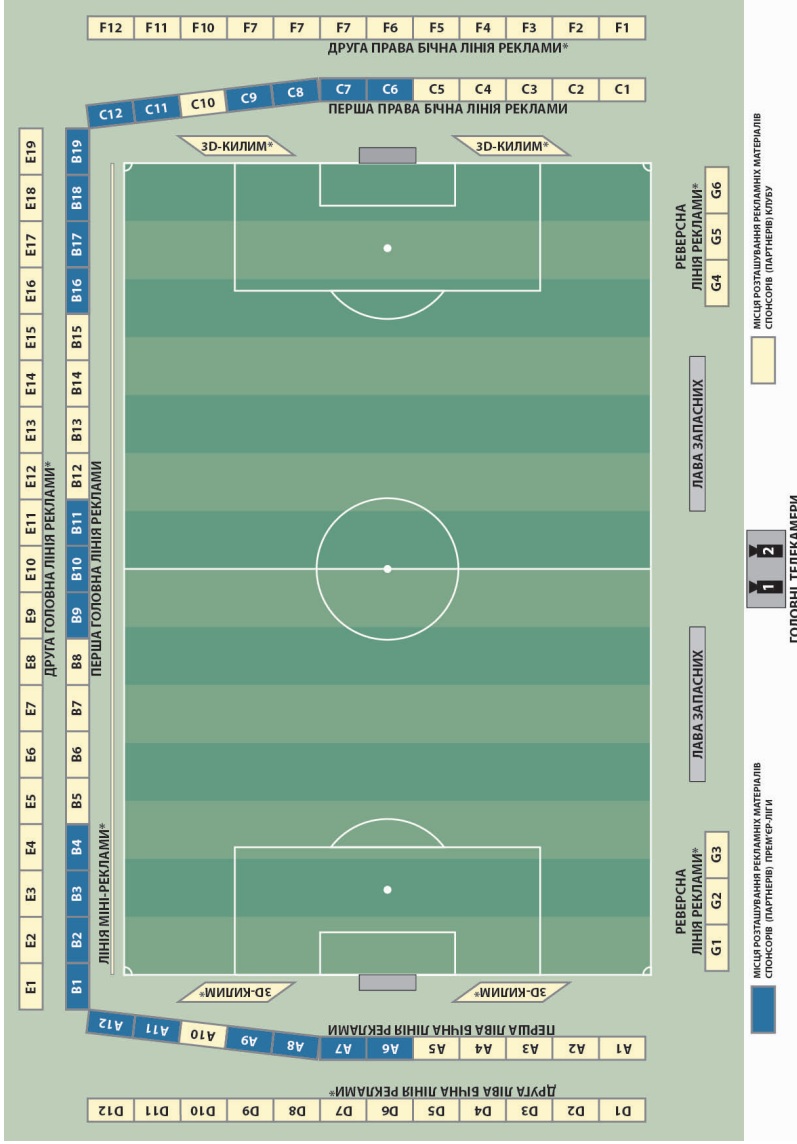 F12 F11 F10 F7 F7 F7 F6 F5 F4 F3 F2 F1
ДРУГА ПРАВА БІЧНА ЛІНІЯ РЕКЛАМИ*
C12 C11 C10 C9 C8 C7 C6 C5 C4 C3 C2 C1
ПЕРША ПРАВА БІЧНА ЛІНІЯ РЕКЛАМИ
3D-КИЛИМ*
3D-КИЛИМ*
E1 E2 E3 E4 E5 E6 E7 E8 E9 E10 E11 E12 E13 E14 E15 E16 E17 E18 E19
ДРУГА ГОЛОВНА ЛІНІЯ РЕКЛАМИ*
B1 B2 B3 B4 B5 B6 B7 B8 B9 B10 B11 B12 B13 B14 B15 B16 B17 B18 B19
ПЕРША ГОЛОВНА ЛІНІЯ РЕКЛАМИ
ЛІНІЯ МІНІ-РЕКЛАМИ*
РЕВЕРСНА
ЛІНІЯ РЕКЛАМИ*
G1 G2 G3
ЛАВА ЗАПАСНИХ
ЛАВА ЗАПАСНИХ
РЕВЕРСНА
ЛІНІЯ РЕКЛАМИ*
G4 G5 G6
3D-КИЛИМ*
3D-КИЛИМ*
ПЕРША ЛІВА БІЧНА ЛІНІЯ РЕКЛАМИ
A1 A2 A3 A4 A5 A6 A7 A8 A9 A10 A11 A12
ДРУГА ЛІВА БІЧНА ЛІНІЯ РЕКЛАМИ*
D1 D2 D3 D4 D5 D6 D7 D8 D9 D10 D11 D12
МІСЦЯ РОЗТАШУВАННЯ РЕКЛАМНІХ МАТЕРІАЛІВ
СПОНСОРІВ (ПАРТНЕРІВ) ПРЕМ'ЄР-ЛІГИ
1 2
ГОЛОВНІ ТЕЛЕКАМЕРИ
МІСЦЯ РОЗТАШУВАННЯ РЕКЛАМНІХ МАТЕРІАЛІВ
СПОНСОРІВ (ПАРТНЕРІВ) КЛУБУ